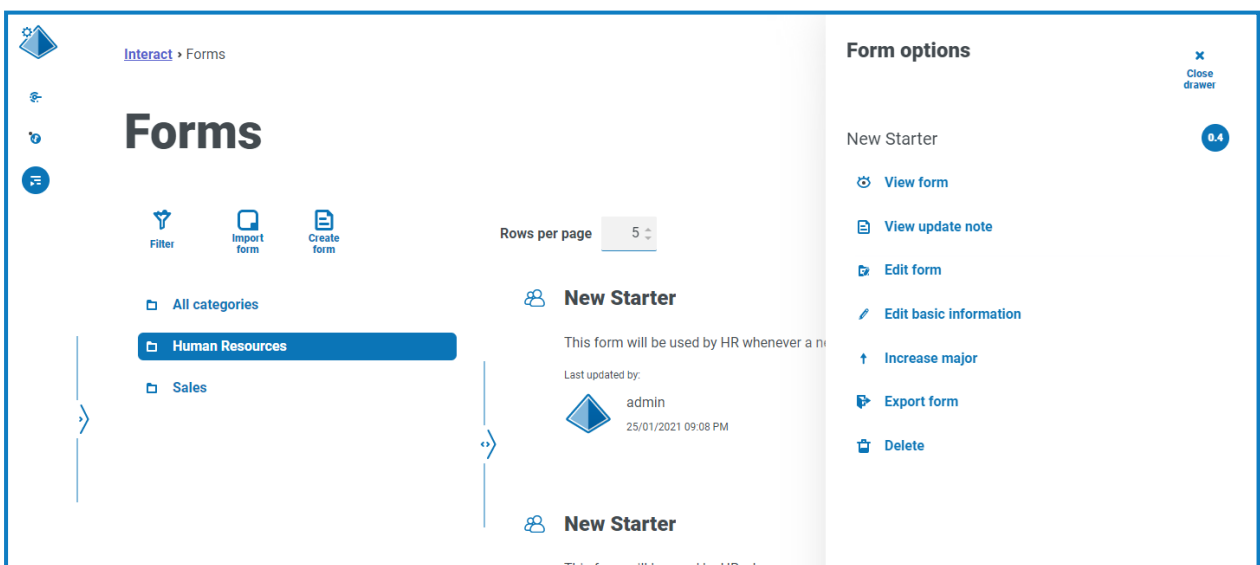 Interact › Forms
Forms
Filter
Import
form
Create
form
All categories
Human Resources
Sales
Rows per page 5
New Starter
This form will be used by HR whenever a
Last updated by:
admin
25/01/2021 09:08 PM
New Starter
Form options
Close
drawer
New Starter
0.4
View form
View update note
Edit form
Edit basic information
Increase major
Export form
Delete